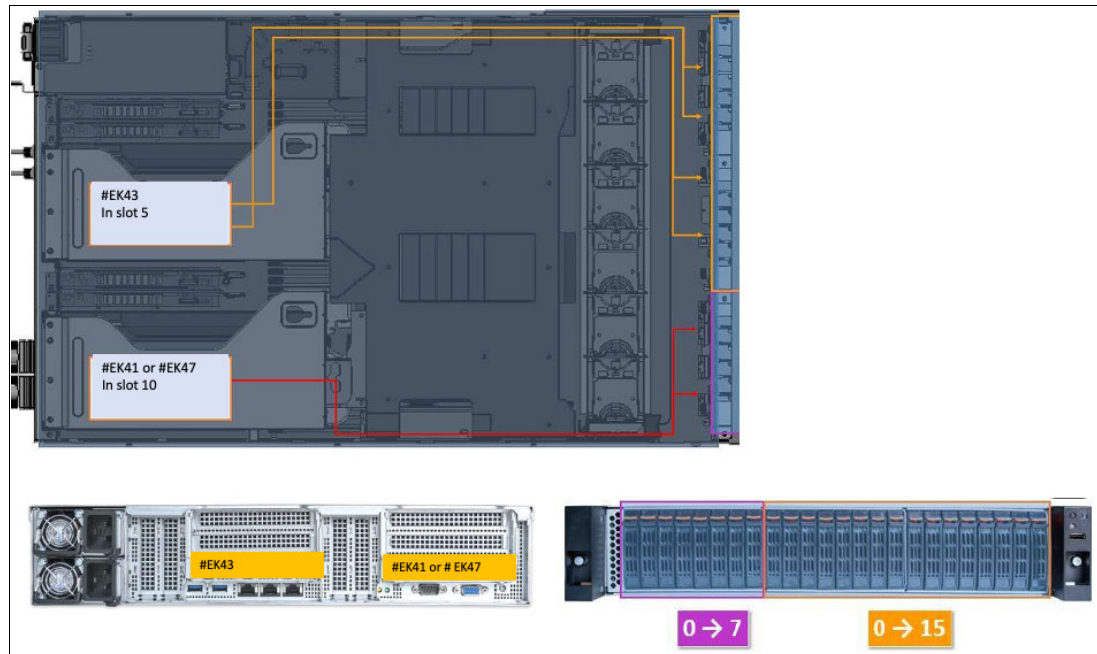 #EK43
In slot 5
#EK41 or #EK47
In slot 10
#EK43
#EK41 or # EK47
0 → 7
0 → 15